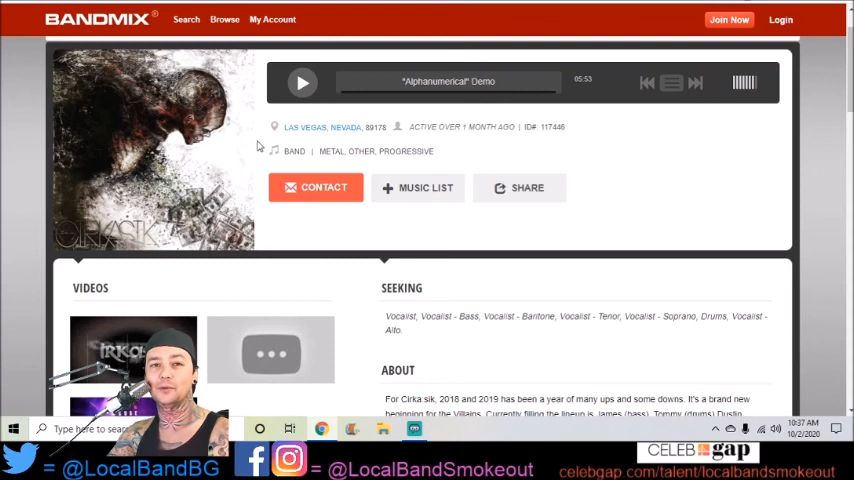 BANDMIX®
Search Browse My Account
Join Now
Login
"Alphanumerical" Demo
05:53
LAS VEGAS, NEVADA, 89178 ACTIVE OVER 1 MONTH AGO | ID#: 117446
BAND | METAL, OTHER, PROGRESSIVE
CONTACT
MUSIC LIST
SHARE
VIDEOS
SEEKING
Vocalist, Vocalist - Bass, Vocalist - Baritone, Vocalist - Tenor, Vocalist - Soprano, Drums, Vocalist -
Alto.
ABOUT
For Cirka:sik, 2018 and 2019 has been a year of many ups and some downs. It's a brand new
beginning for the Villains. Currently filling the lineup is James (bass), Tommy (drums) Dustin
Type here to search
10:37 AM
10/2/2020
= @LocalBandBG
= @LocalBandSmokeout
CELEB gap
celebgap.com/talent/localbandsmokeout